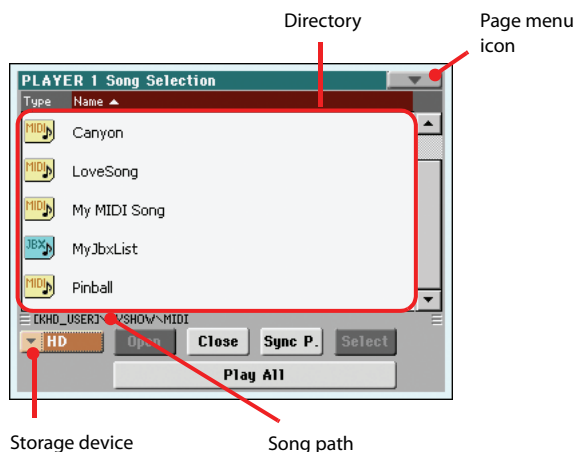 Directory
Page menu
icon
PLAYER 1 Song Selection
Type Name
MIDI Canyon
MIDI LoveSong
MIDI My MIDI Song
JBX MyJbxList
MIDI Pinball
[KHD_USER]\MYSHOW\MIDI
HD Open Close Sync P. Select
Play All
Storage device
Song path